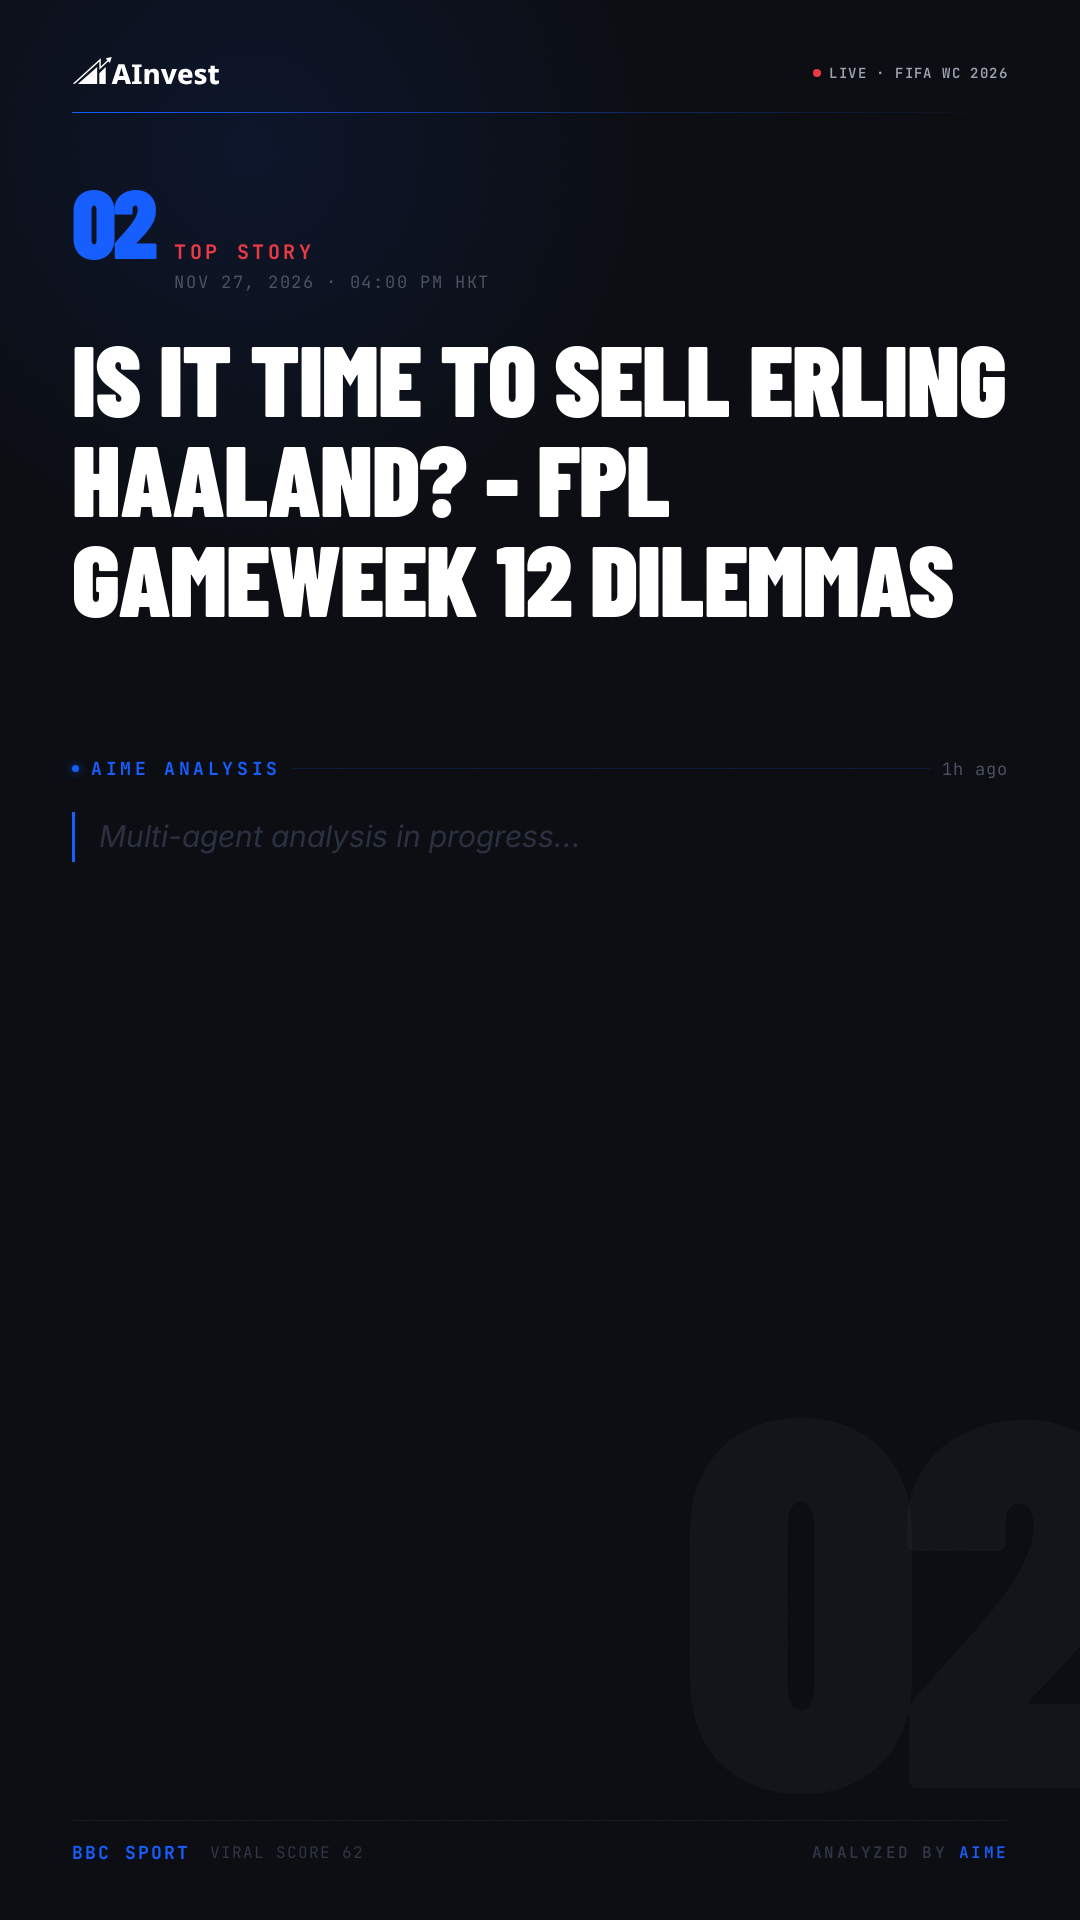 AInvest
LIVE · FIFA WC 2026
02
TOP STORY
NOV 27, 2026 · 04:00 PM HKT
IS IT TIME TO SELL ERLING
HAALAND? - FPL
GAMEWEEK 12 DILEMMAS
AIME ANALYSIS
1h ago
Multi-agent analysis in progress...
02
BBC SPORT VIRAL SCORE 62
ANALYZED BY AIME